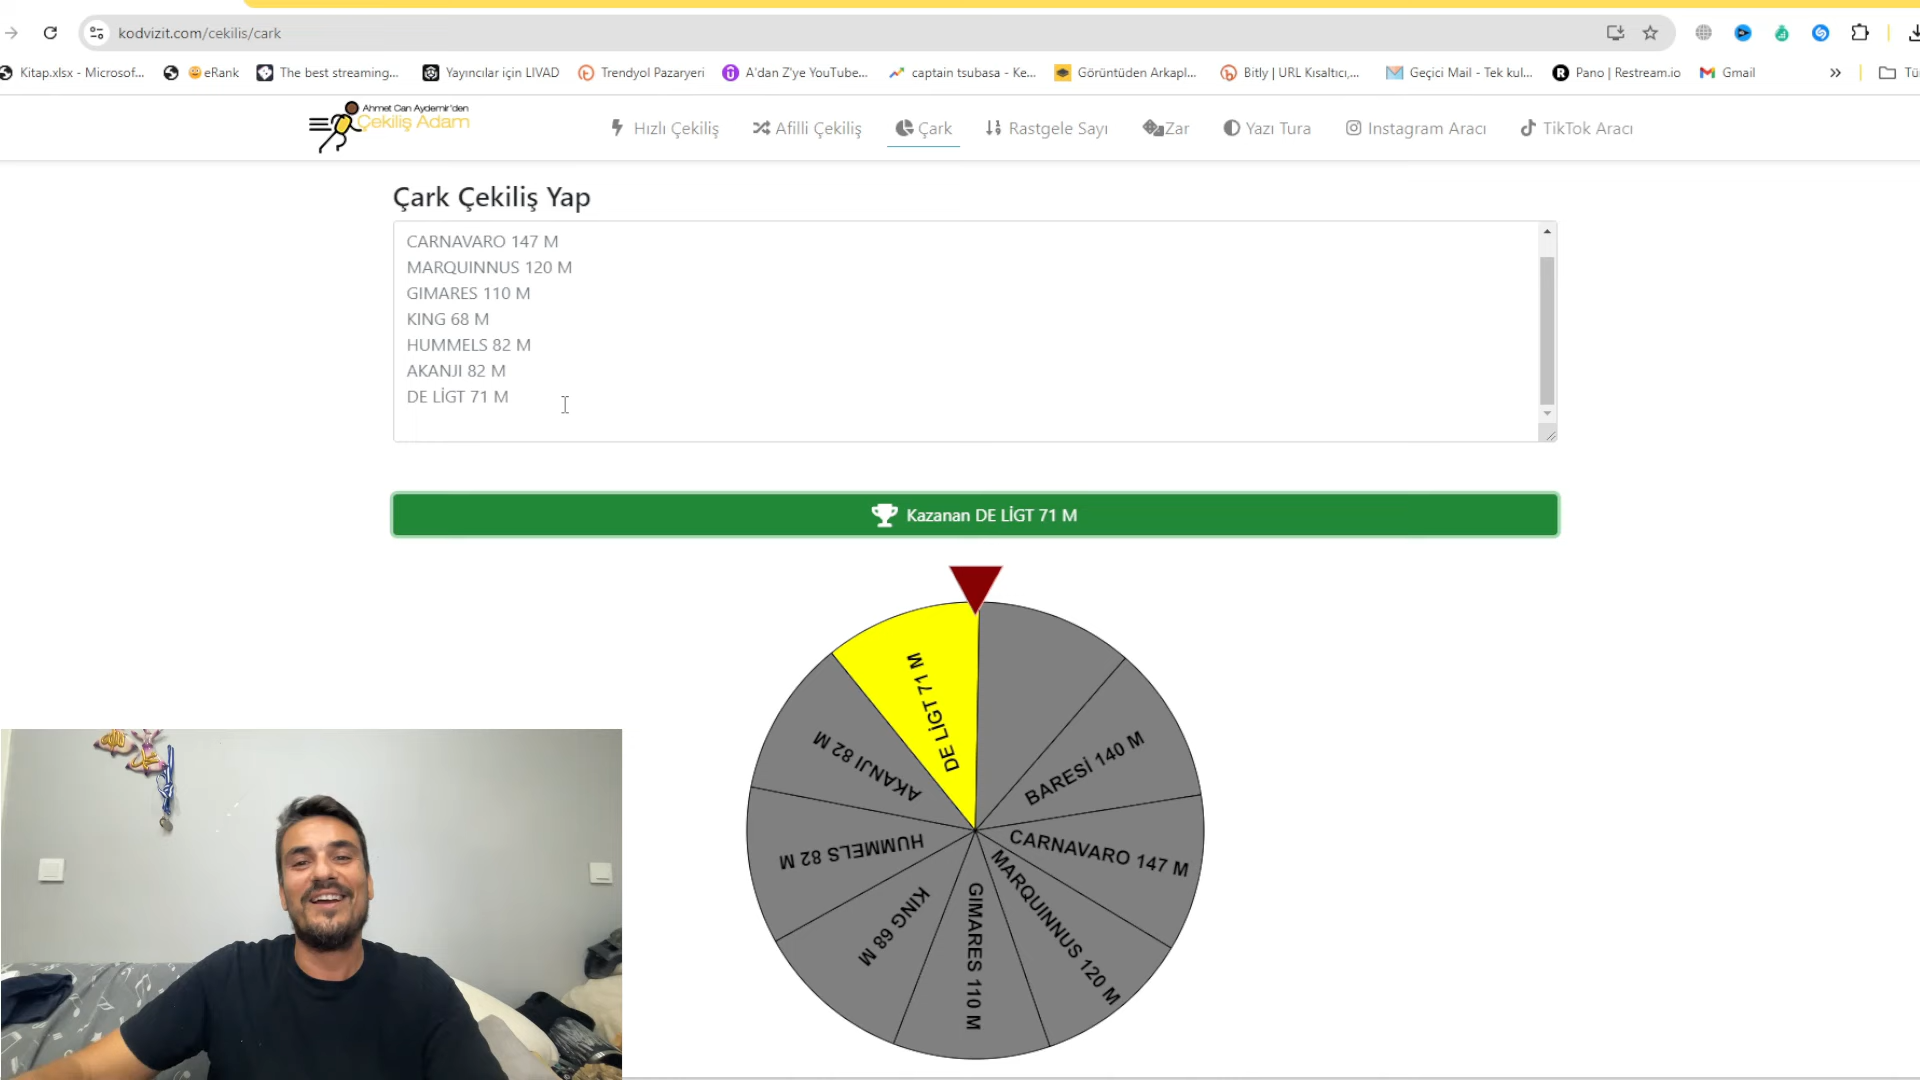 kodvizit.com/cekilis/cark
Kitap.xlsx - Microsof...
eRank
The best streaming...
Yayıncılar için LIVAD
Trendyol Pazaryeri
A'dan Z'ye YouTube...
captain tsubasa - Ke...
Görüntüden Arkapl...
Bitly | URL Kısaltıcı,...
Geçici Mail - Tek kul...
Pano | Restream.io
Gmail
Ahmet Can Aydemir'den
Çekiliş Adam
Hızlı Çekiliş
Afilli Çekiliş
Çark
Rastgele Sayı
Zar
Yazı Tura
Instagram Aracı
TikTok Aracı
Çark Çekiliş Yap
CARNAVARO 147 M
MARQUINNUS 120 M
GIMARES 110 M
KING 68 M
HUMMELS 82 M
AKANJI 82 M
DE LİGT 71 M
Kazanan DE LİGT 71 M
DE LİGT 71 M
BARESİ 140 M
CARNAVARO 147 M
MARQUINNUS 120 M
GIMARES 110 M
KING 68 M
HUMMELS 82 M
AKANJI 82 M